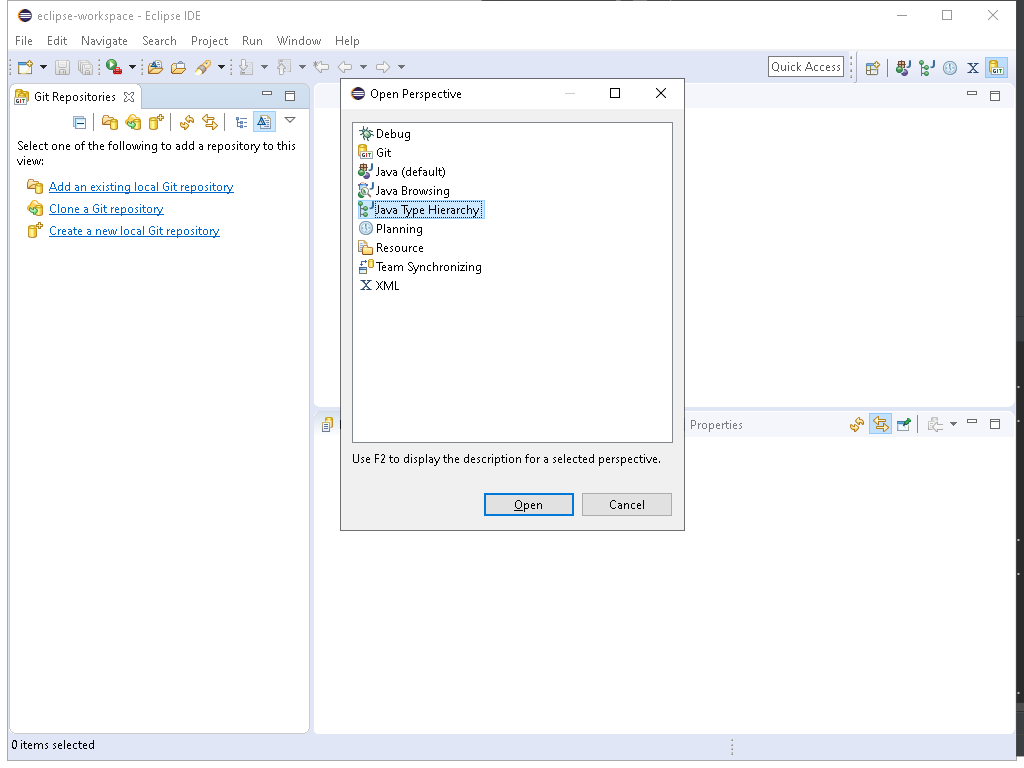 eclipse-workspace - Eclipse IDE
File Edit Navigate Search Project Run Window Help
Quick Access
Git Repositories
Select one of the following to add a repository to this
view:
Add an existing local Git repository
Clone a Git repository
Create a new local Git repository
Open Perspective
Debug
Git
Java (default)
Java Browsing
Java Type Hierarchy
Planning
Resource
Team Synchronizing
XML
Use F2 to display the description for a selected perspective.
Open Cancel
Properties
0 items selected